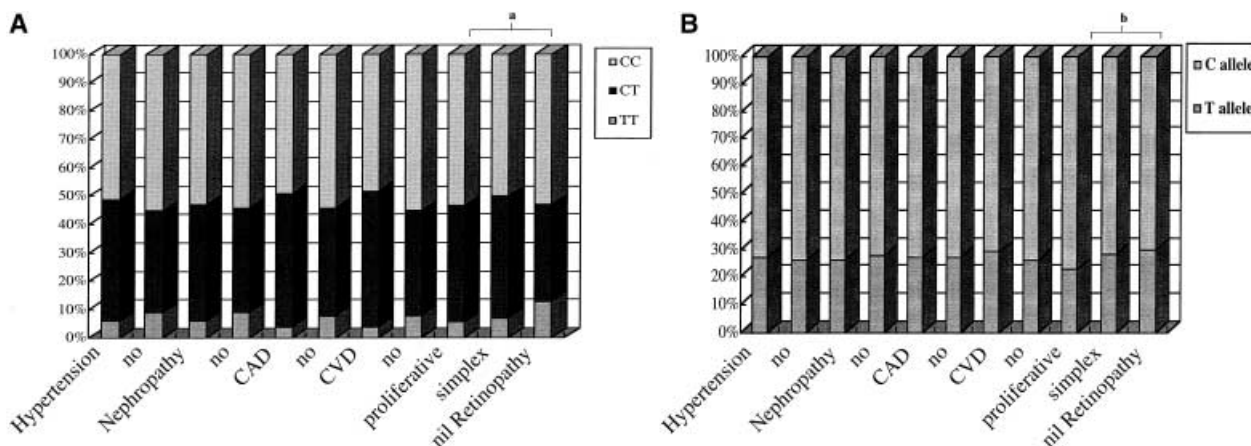 A
a
100%
90%
80%
70%
60%
50%
40%
30%
20%
10%
0%
Hypertension
no
Nephropathy
no
CAD
no
CVD
no
proliferative
simplex
nil Retinopathy
CC
CT
TT
B
b
100%
90%
80%
70%
60%
50%
40%
30%
20%
10%
0%
Hypertension
no
Nephropathy
no
CAD
no
CVD
no
proliferative
simplex
nil Retinopathy
C allele
T allele